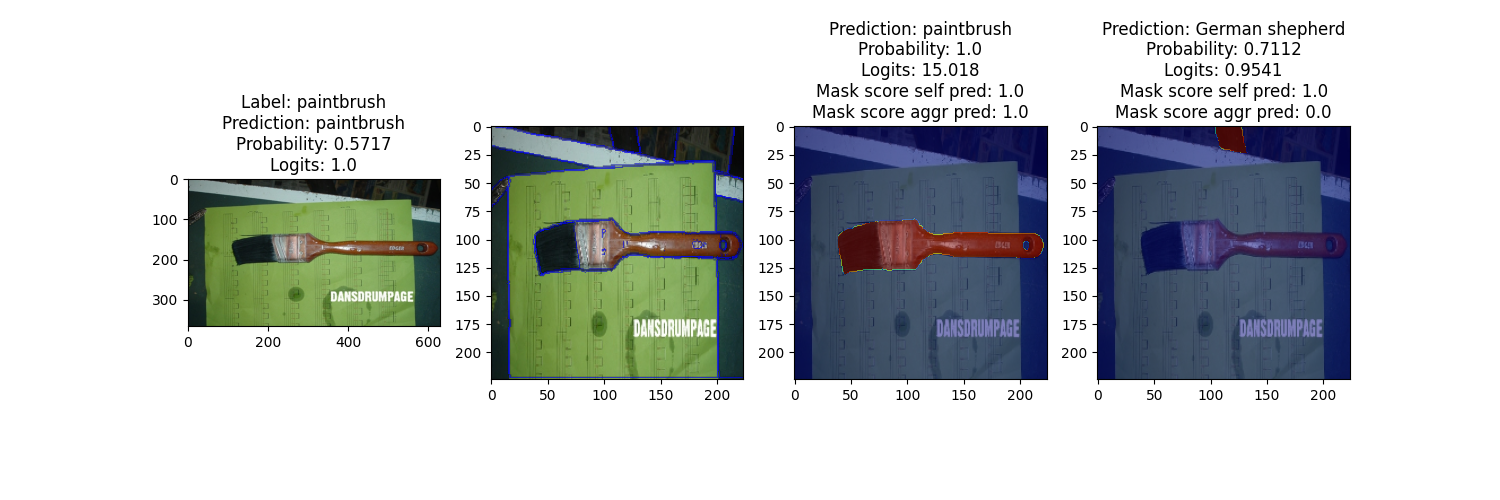 Label: paintbrush
Prediction: paintbrush
Probability: 0.5717
Logits: 1.0
0
100
200
300
0
200
400
600
DANSDRUMPAGE
0
25
50
75
100
125
150
175
200
0
50
100
150
200
DANSDRUMPAGE
Prediction: paintbrush
Probability: 1.0
Logits: 15.018
Mask score self pred: 1.0
Mask score aggr pred: 1.0
0
25
50
75
100
125
150
175
200
0
50
100
150
200
DANSDRUMPAGE
Prediction: German shepherd
Probability: 0.7112
Logits: 0.9541
Mask score self pred: 1.0
Mask score aggr pred: 0.0
0
25
50
75
100
125
150
175
200
0
50
100
150
200
DANSDRUMPAGE